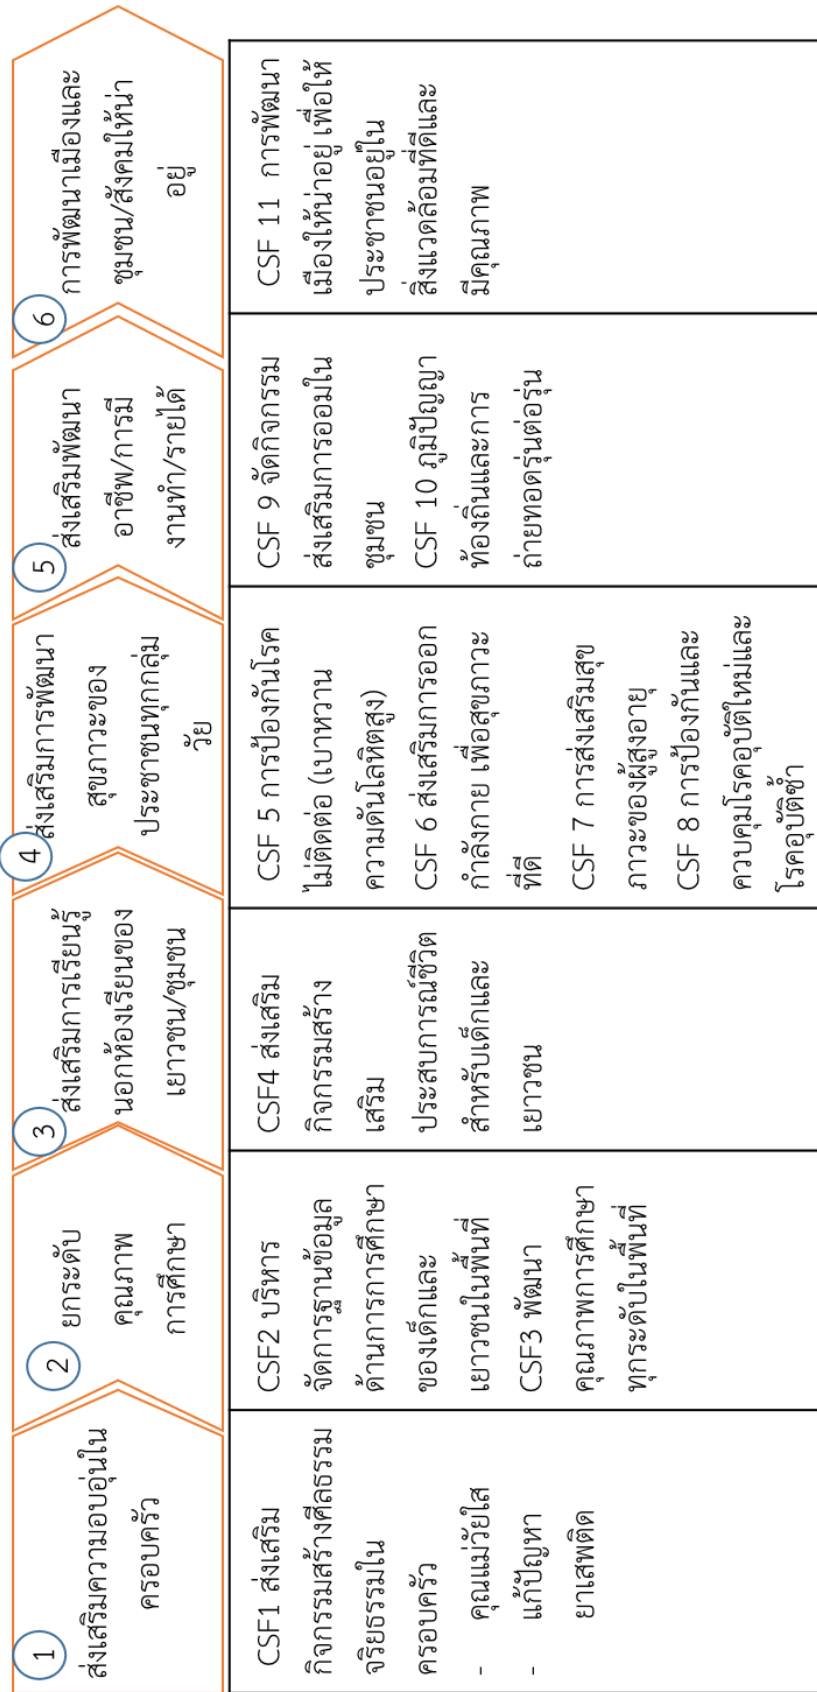 1
ส่งเสริมความอบอุ่นใน
ครอบครัว
2
ยกระดับ
คุณภาพ
การศึกษา
3
ส่งเสริมการเรียนรู้
นอกห้องเรียนของ
เยาวชน/ชุมชน
4
ส่งเสริมการพัฒนา
สุขภาวะของ
ประชาชนทุกกลุ่ม
วัย
5
ส่งเสริมพัฒนา
อาชีพ/การมี
งานทำ/รายได้
6
การพัฒนาเมืองและ
ชุมชน/สังคมให้น่า
อยู่
CSF1 ส่งเสริม
กิจกรรมสร้างศีลธรรม
จริยธรรมใน
ครอบครัว
- คุณแม่วัยใส
- แก้ปัญหา
ยาเสพติด
CSF2 บริหาร
จัดการฐานข้อมูล
ด้านการการศึกษา
ของเด็กและ
เยาวชนในพื้นที่
CSF3 พัฒนา
คุณภาพการศึกษา
ทุกระดับในพื้นที่
CSF4 ส่งเสริม
กิจกรรมสร้าง
เสริม
ประสบการณ์ชีวิต
สำหรับเด็กและ
เยาวชน
CSF 5 การป้องกันโรค
ไม่ติดต่อ (เบาหวาน
ความดันโลหิตสูง)
CSF 6 ส่งเสริมการออก
กำลังกาย เพื่อสุขภาวะ
ที่ดี
CSF 7 การส่งเสริมสุข
ภาวะของผู้สูงอายุ
CSF 8 การป้องกันและ
ควบคุมโรคอุบัติใหม่และ
โรคอุบัติซ้ำ
CSF 9 จัดกิจกรรม
ส่งเสริมการออมใน
ชุมชน
CSF 10 ภูมิปัญญา
ท้องถิ่นและการ
ถ่ายทอดรุ่นต่อรุ่น
CSF 11 การพัฒนา
เมืองให้น่าอยู่ เพื่อให้
ประชาชนอยู่ใน
สิ่งแวดล้อมที่ดีและ
มีคุณภาพ